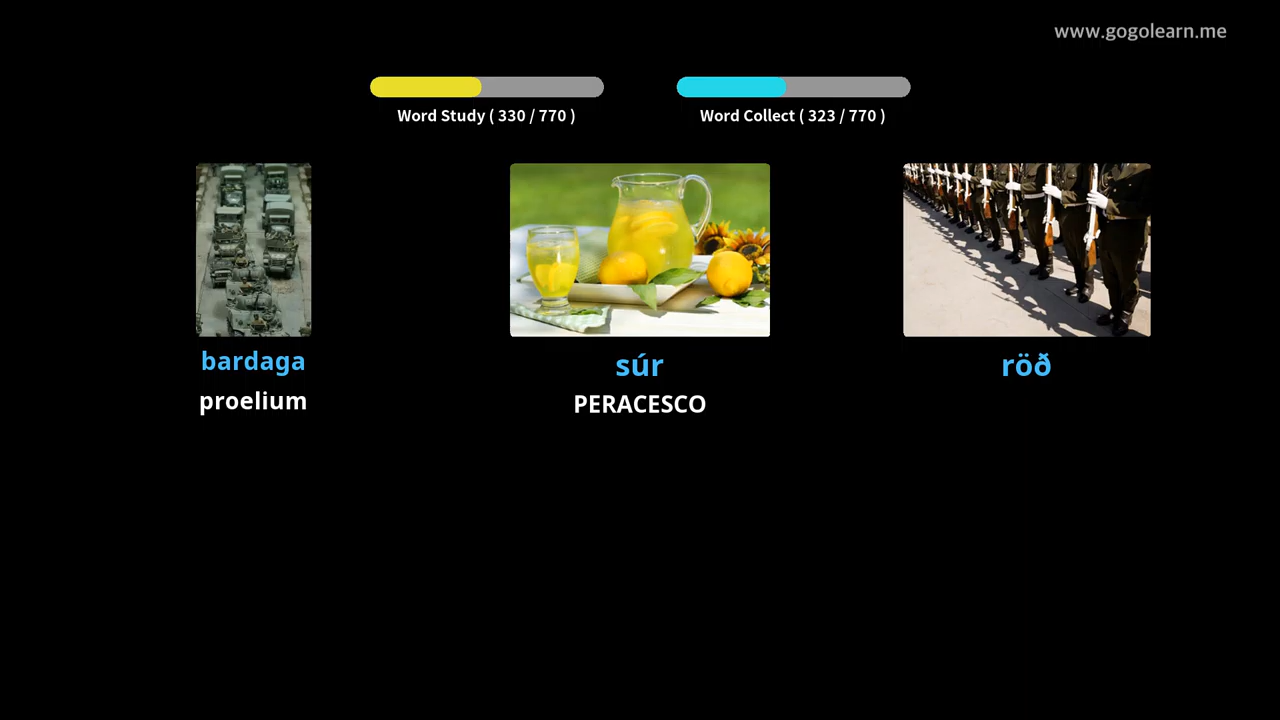 www.gogolearn.me
Word Study ( 330 / 770 )
Word Collect ( 323 / 770 )
bardaga
proelium
súr
PERACESCO
röð